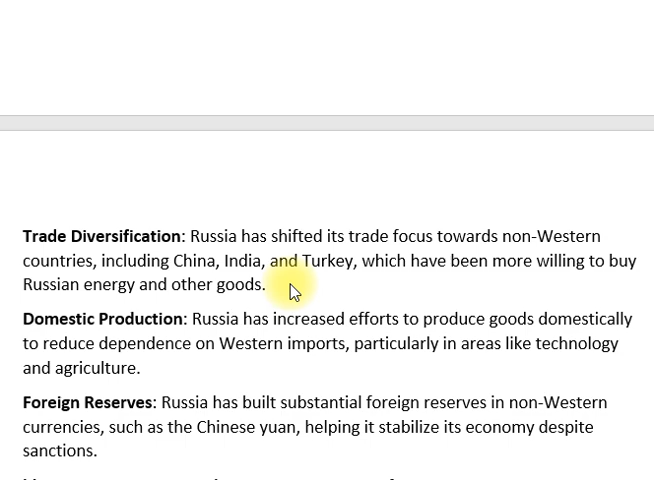 Trade Diversification: Russia has shifted its trade focus towards non-Western
countries, including China, India, and Turkey, which have been more willing to buy
Russian energy and other goods.
Domestic Production: Russia has increased efforts to produce goods domestically
to reduce dependence on Western imports, particularly in areas like technology
and agriculture.
Foreign Reserves: Russia has built substantial foreign reserves in non-Western
currencies, such as the Chinese yuan, helping it stabilize its economy despite
sanctions.